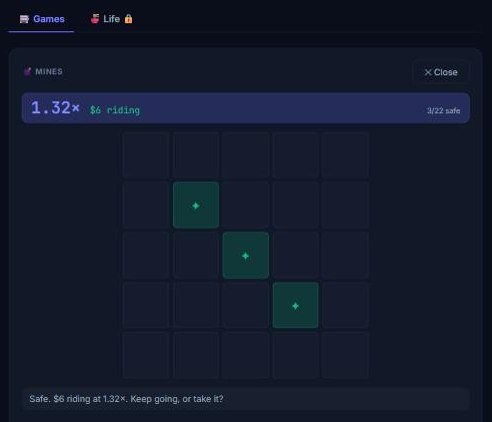 Games
Life
MINES
× Close
1.32×
$6 riding
3/22 safe
Safe. $6 riding at 1.32×. Keep going, or take it?